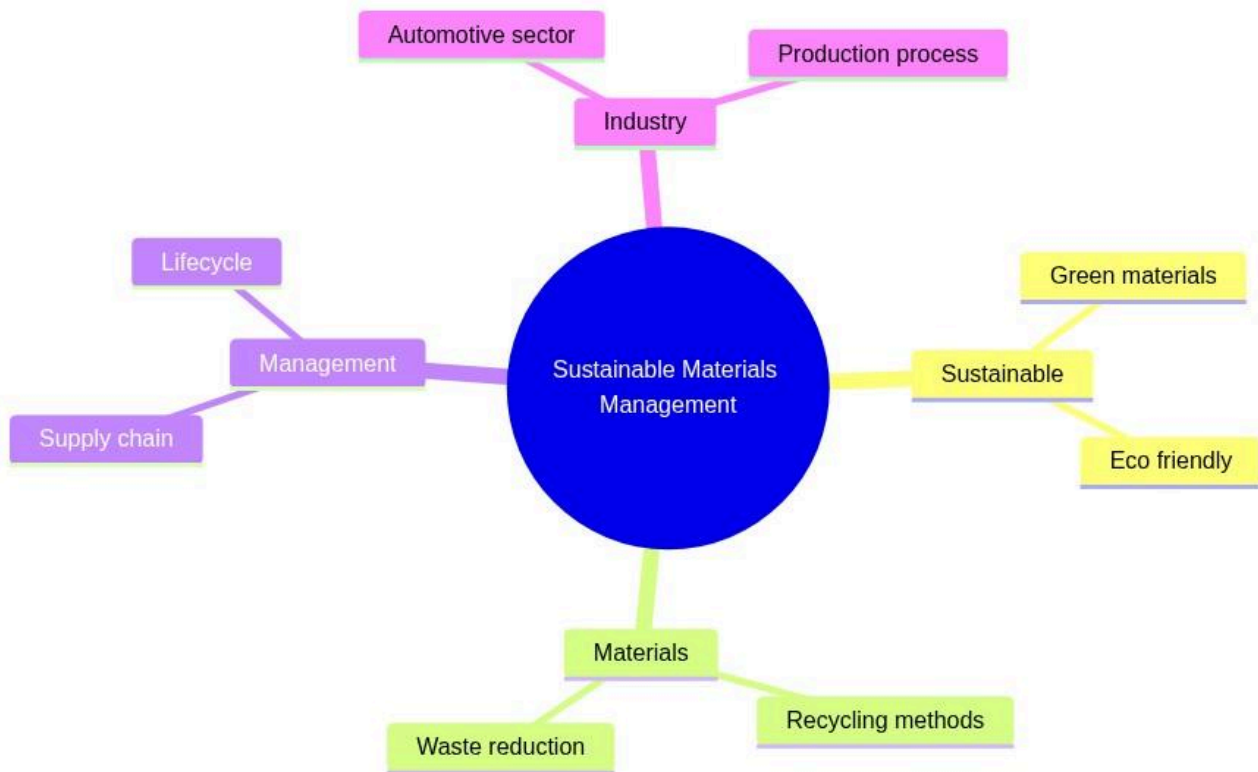 Automotive sector
Production process
Industry
Lifecycle
Green materials
Management
Sustainable Materials
Management
Sustainable
Supply chain
Eco friendly
Materials
Recycling methods
Waste reduction